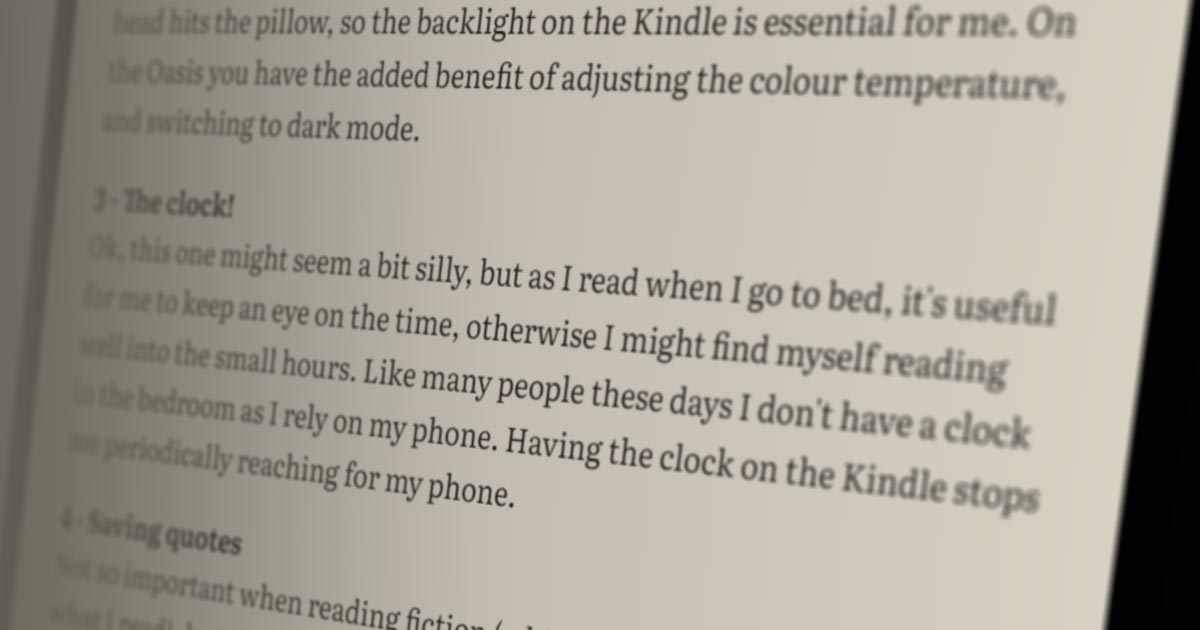 head hits the pillow, so the backlight on the Kindle is essential for me. On
the Oasis you have the added benefit of adjusting the colour temperature,
and switching to dark mode.
3 - The clock!
Ok, this one might seem a bit silly, but as I read when I go to bed, it's useful
for me to keep an eye on the time, otherwise I might find myself reading
well into the small hours. Like many people these days I don't have a clock
in the bedroom as I rely on my phone. Having the clock on the Kindle stops
me periodically reaching for my phone.
4 - Saving quotes
Not so important when reading fiction
what I read)